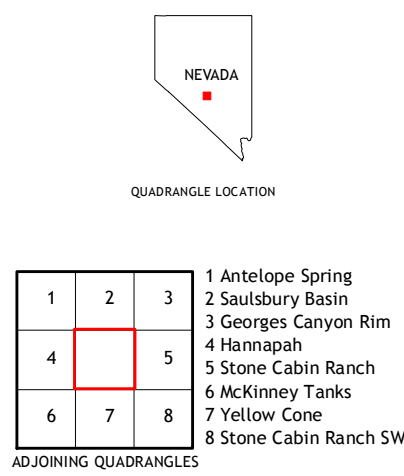 NEVADA
QUADRANGLE LOCATION
1 2 3
4 5
6 7 8
1 Antelope Spring
2 Saulsbury Basin
3 Georges Canyon Rim
4 Hannapah
5 Stone Cabin Ranch
6 McKinney Tanks
7 Yellow Cone
8 Stone Cabin Ranch SW
ADJOINING QUADRANGLES